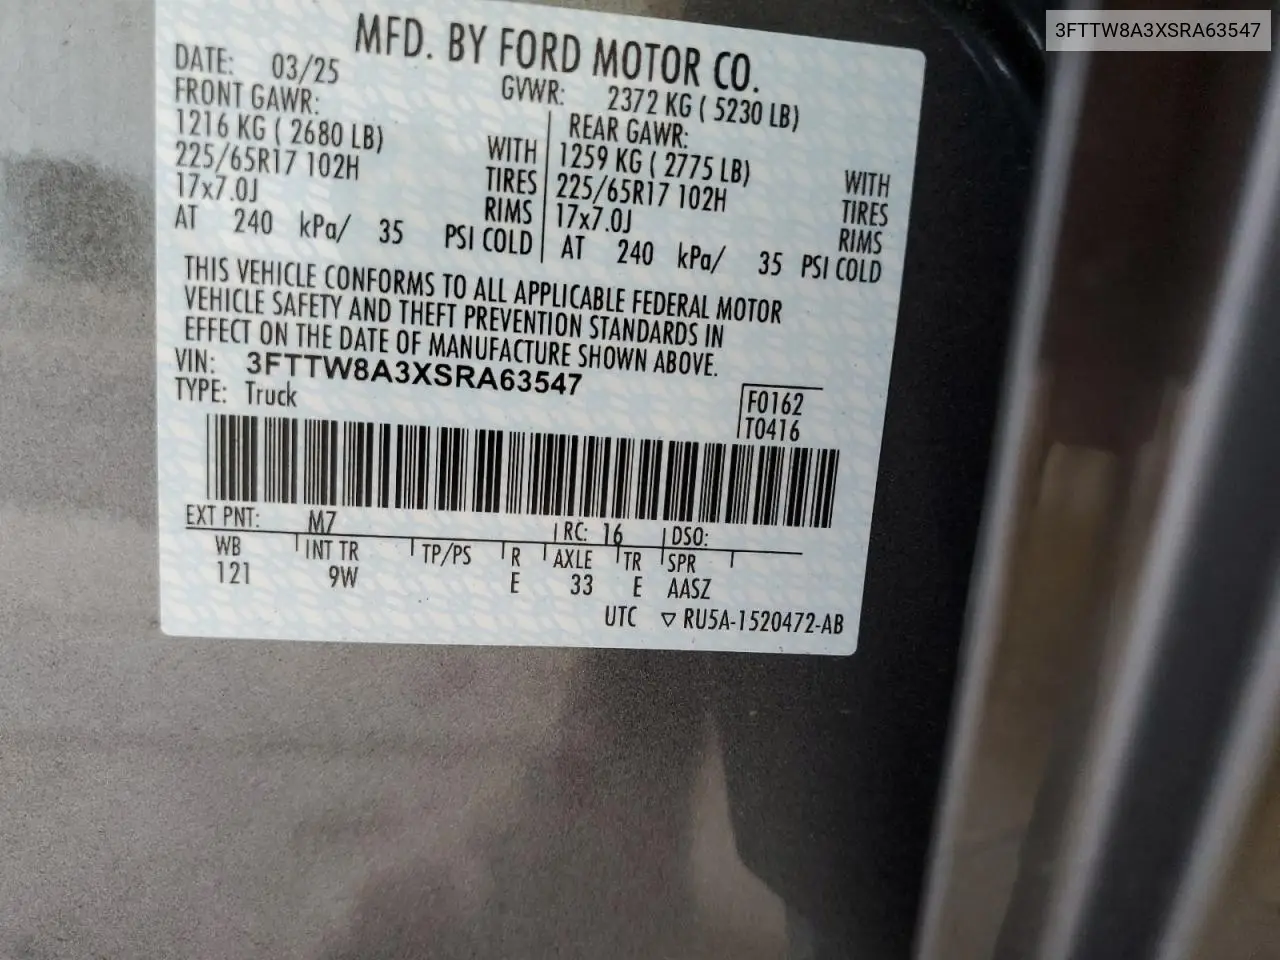 3FTTW8A3XSRA63547
MFD. BY FORD MOTOR CO.
DATE: 03/25 GVWR: 2372 KG ( 5230 LB)
FRONT GAWR: REAR GAWR:
1216 KG ( 2680 LB) WITH 1259 KG ( 2775 LB) WITH
225/65R17 102H TIRES 225/65R17 102H TIRES
17x7.0J RIMS 17x7.0J RIMS
AT 240 kPa/ 35 PSI COLD AT 240 kPa/ 35 PSI COLD
THIS VEHICLE CONFORMS TO ALL APPLICABLE FEDERAL MOTOR
VEHICLE SAFETY AND THEFT PREVENTION STANDARDS IN
EFFECT ON THE DATE OF MANUFACTURE SHOWN ABOVE.
VIN: 3FTTW8A3XSRA63547
TYPE: Truck
F0162
T0416
EXT PNT: M7 RC: 16 DSO:
WB INT TR TP/PS R AXLE TR SPR
121 9W E 33 E AASZ
UTC ▽ RU5A-1520472-AB